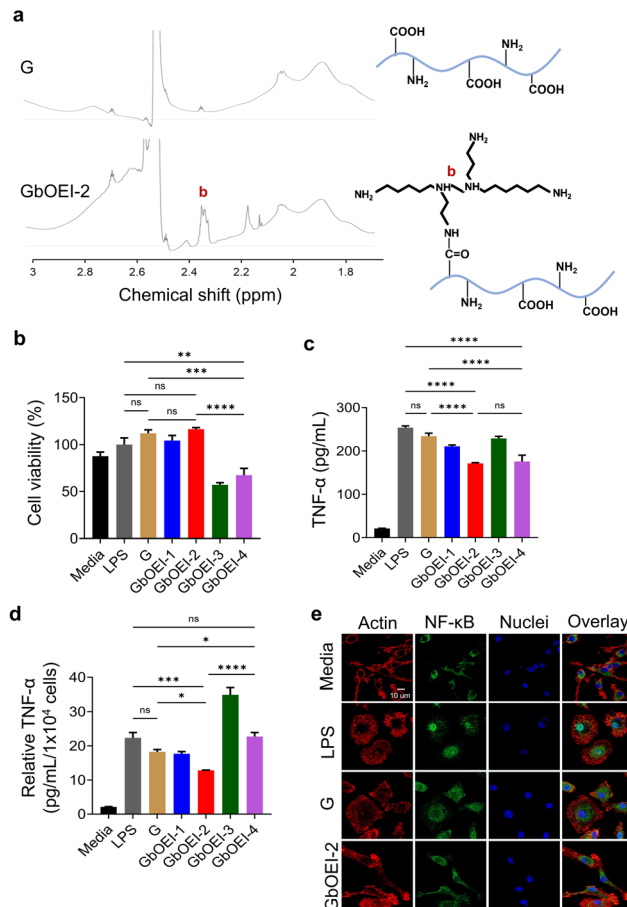 a
G
COOH
NH₂
NH₂
COOH
COOH
GbOEI-2
b
NH₂
b
NH₂
NH
NH
NH₂
NH
C=O
NH₂
NH₂
COOH
COOH
3 2.8 2.6 2.4 2.2 2 1.8
Chemical shift (ppm)
b
**
***
ns
ns
ns
****
Cell viability (%)
150
100
50
0
Media LPS G GbOEI-1 GbOEI-2 GbOEI-3 GbOEI-4
c
****
****
****
ns
ns
****
TNF-α (pg/mL)
300
200
100
0
Media LPS G GbOEI-1 GbOEI-2 GbOEI-3 GbOEI-4
d
ns
*
***
****
ns
*
Relative TNF-α
(pg/mL/1x10⁴ cells)
40
30
20
10
0
Media LPS G GbOEI-1 GbOEI-2 GbOEI-3 GbOEI-4
e
Actin NF-κB Nuclei Overlay
Media
10 um
LPS
G
GbOEI-2